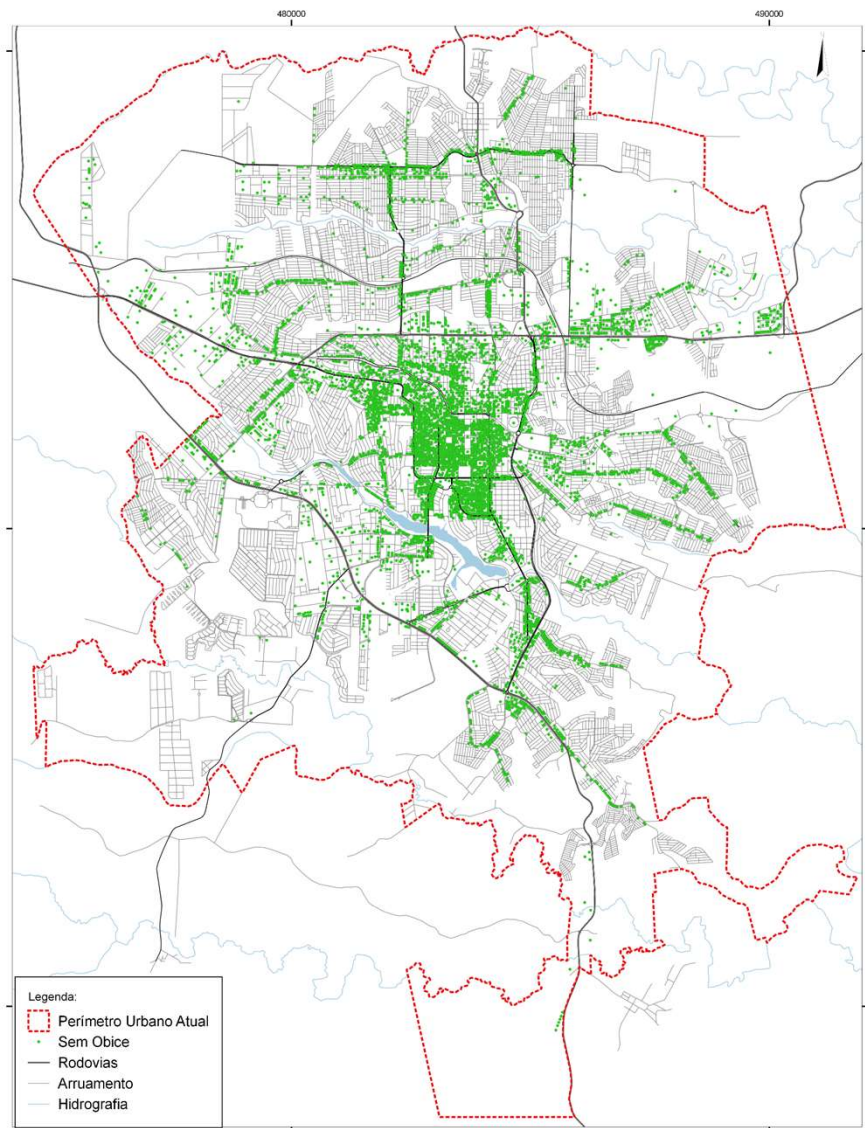 480000
490000
Legenda:
Perímetro Urbano Atual
Sem Obice
Rodovias
Arruamento
Hidrografia